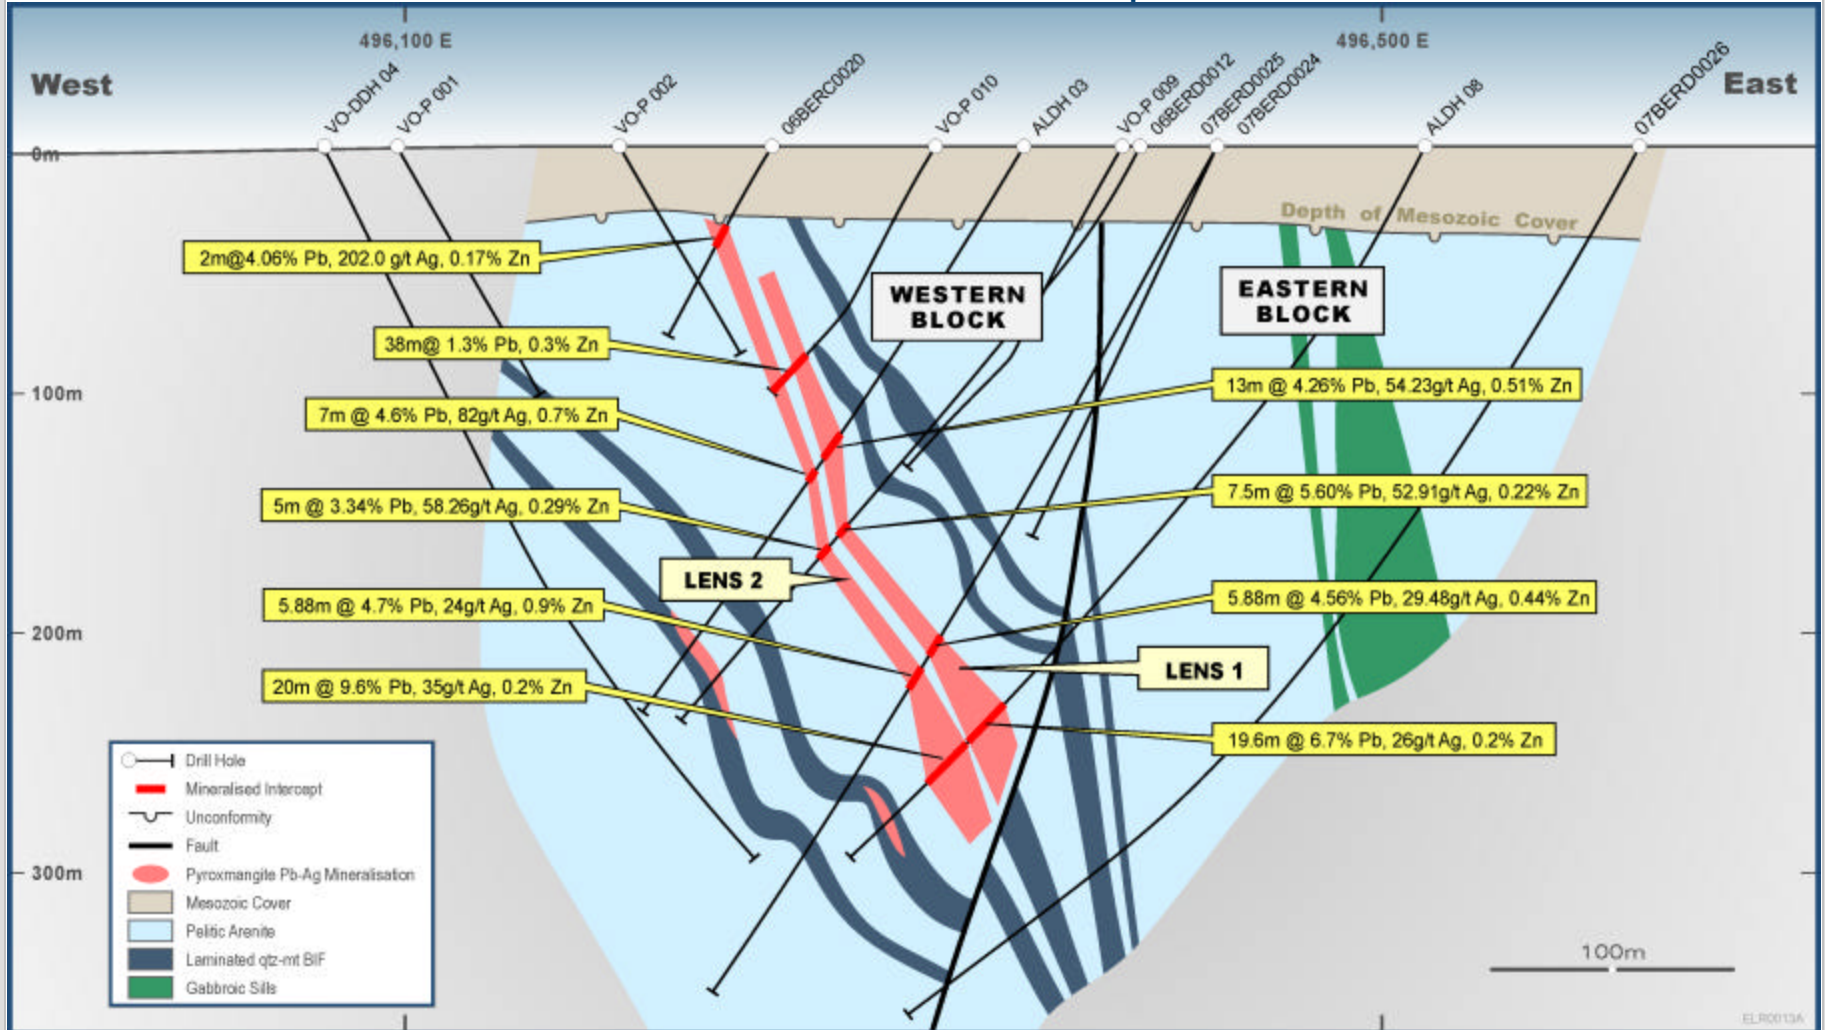 496,100 E
496,500 E
West
East
VO-DDH 04
VO-P 001
VO-P 002
06BERC0020
VO-P 010
ALDH 03
VO-P 009
06BERD0012
07BERD0025
07BERD0024
ALDH 08
07BERD0026
0m
Depth of Mesozoic Cover
2m@4.06% Pb, 202.0 g/t Ag, 0.17% Zn
WESTERN
BLOCK
EASTERN
BLOCK
38m@ 1.3% Pb, 0.3% Zn
100m
13m @ 4.26% Pb, 54.23g/t Ag, 0.51% Zn
7m @ 4.6% Pb, 82g/t Ag, 0.7% Zn
7.5m @ 5.60% Pb, 52.91g/t Ag, 0.22% Zn
5m @ 3.34% Pb, 58.26g/t Ag, 0.29% Zn
LENS 2
5.88m @ 4.7% Pb, 24g/t Ag, 0.9% Zn
5.88m @ 4.56% Pb, 29.48g/t Ag, 0.44% Zn
200m
LENS 1
20m @ 9.6% Pb, 35g/t Ag, 0.2% Zn
19.6m @ 6.7% Pb, 26g/t Ag, 0.2% Zn
300m
Drill Hole
Mineralised Intercept
Unconformity
Fault
Pyroxmangite Pb-Ag Mineralisation
Mesozoic Cover
Pelitic Arenite
Laminated qtz-mt BIF
Gabbroic Sills
100m
ELR0013A